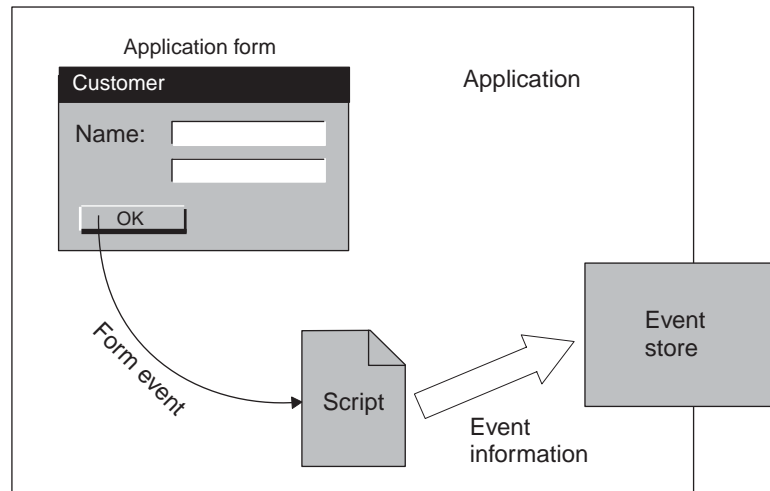 Application form
Customer
Application
Name:
OK
Form event
Script
Event
store
Event
information